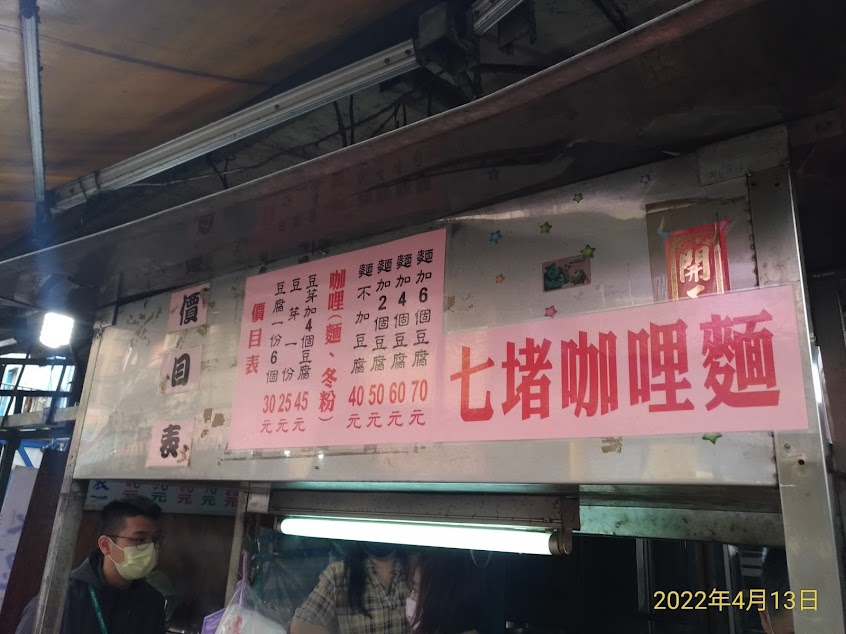 七堵咖哩麵
麵加6個豆腐70元
麵加4個豆腐60元
麵加2個豆腐50元
麵不加豆腐40元
咖哩(麵、冬粉)
豆芽加4個豆腐45元
豆芽一份25元
豆腐一份6個30元
價目表
價目表
開
2022年4月13日